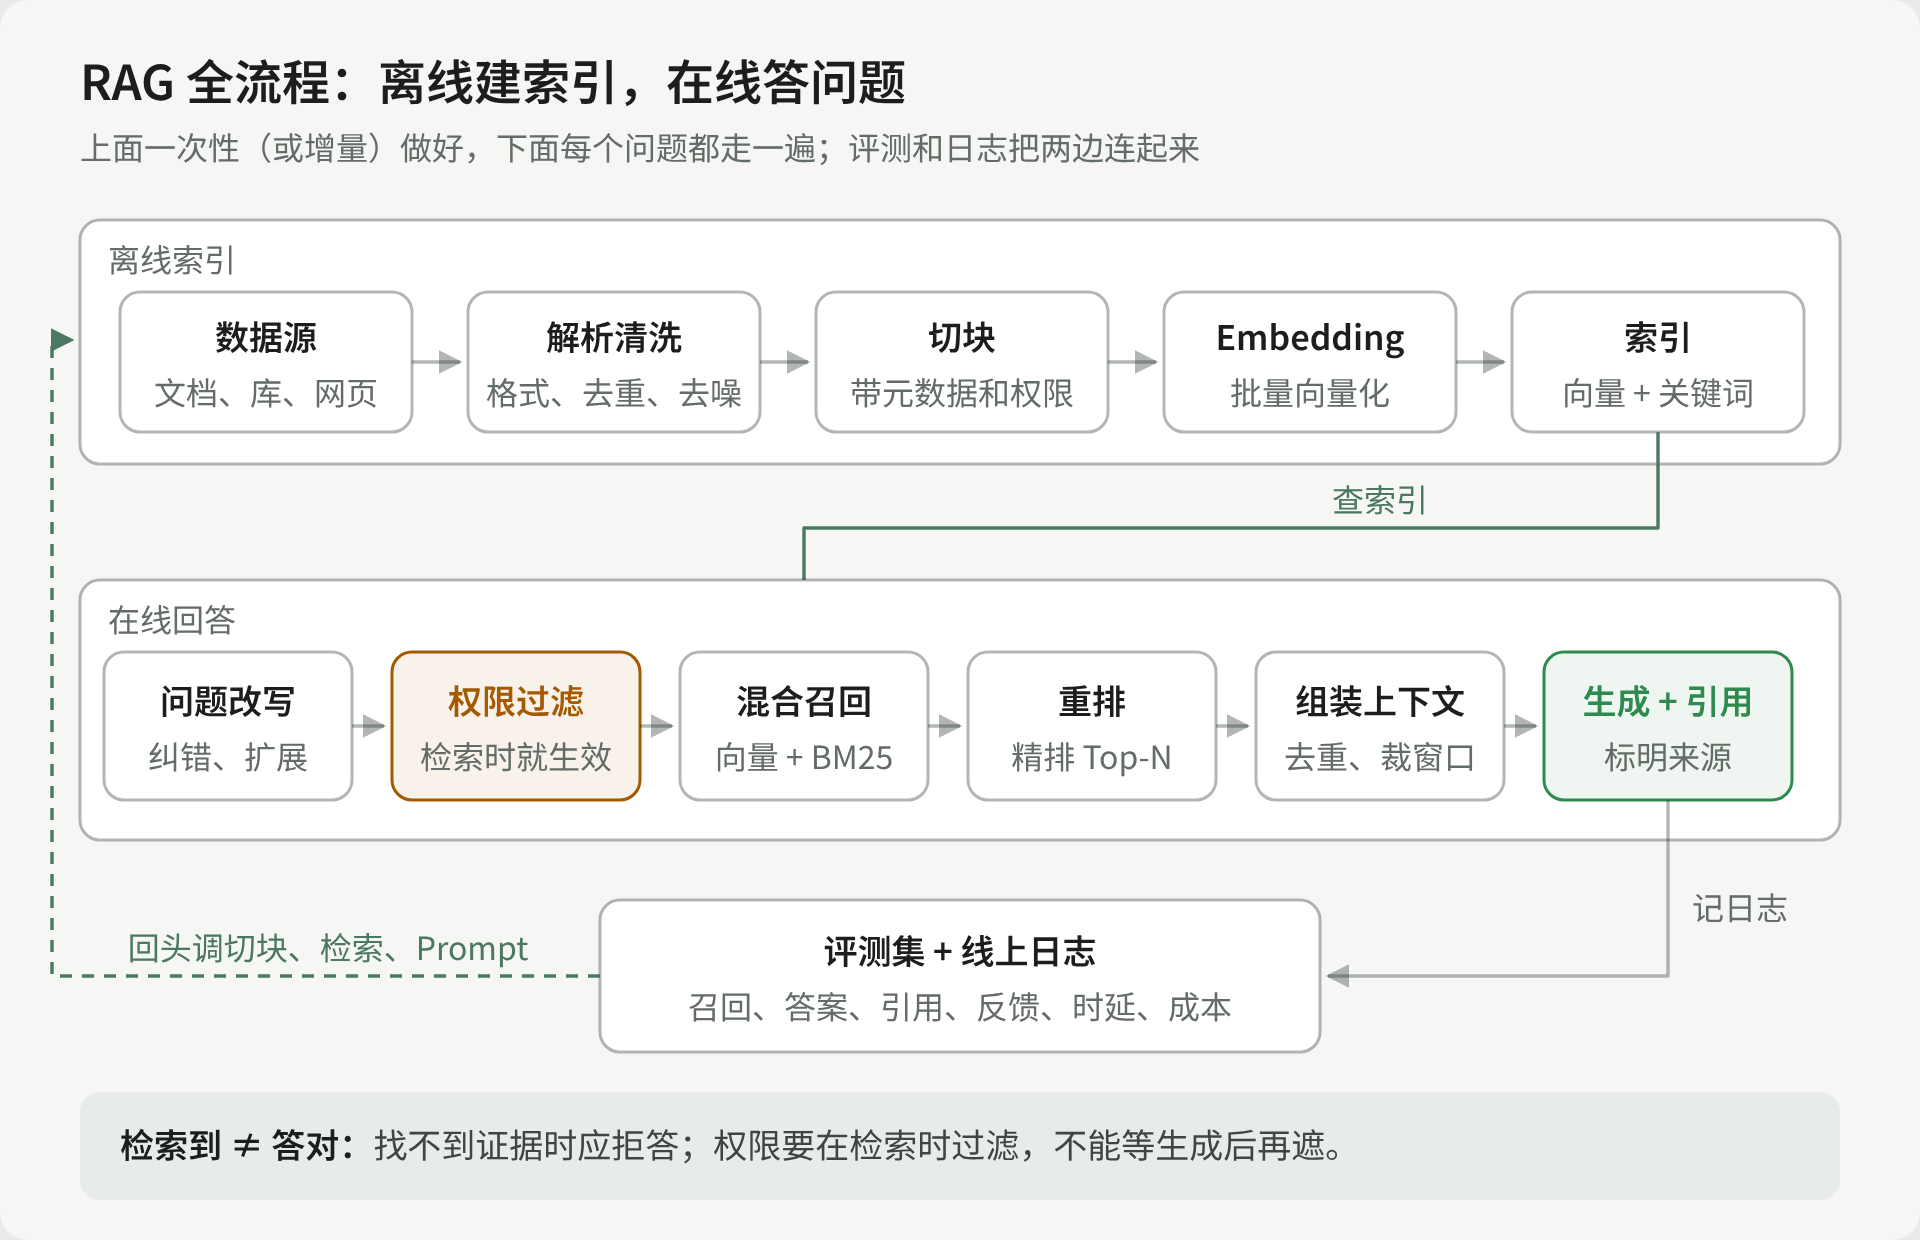 RAG 全流程：离线建索引，在线答问题
上面一次性（或增量）做好，下面每个问题都走一遍；评测和日志把两边连起来
离线索引
数据源
文档、库、网页
解析清洗
格式、去重、去噪
切块
带元数据和权限
Embedding
批量向量化
索引
向量 + 关键词
查索引
在线回答
问题改写
纠错、扩展
权限过滤
检索时就生效
混合召回
向量 + BM25
重排
精排 Top-N
组装上下文
去重、裁窗口
生成 + 引用
标明来源
记日志
回头调切块、检索、Prompt
评测集 + 线上日志
召回、答案、引用、反馈、时延、成本
检索到 ≠ 答对：找不到证据时应拒答；权限要在检索时过滤，不能等生成后再遮。